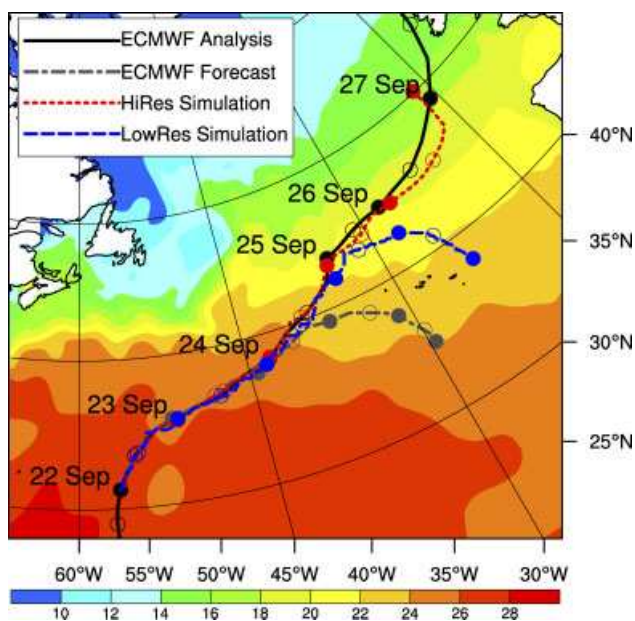 ECMWF Analysis
ECMWF Forecast
HiRes Simulation
LowRes Simulation
27 Sep
26 Sep
25 Sep
24 Sep
23 Sep
22 Sep
40°N
35°N
30°N
25°N
60°W 55°W 50°W 45°W 40°W 35°W 30°W
10 12 14 16 18 20 22 24 26 28